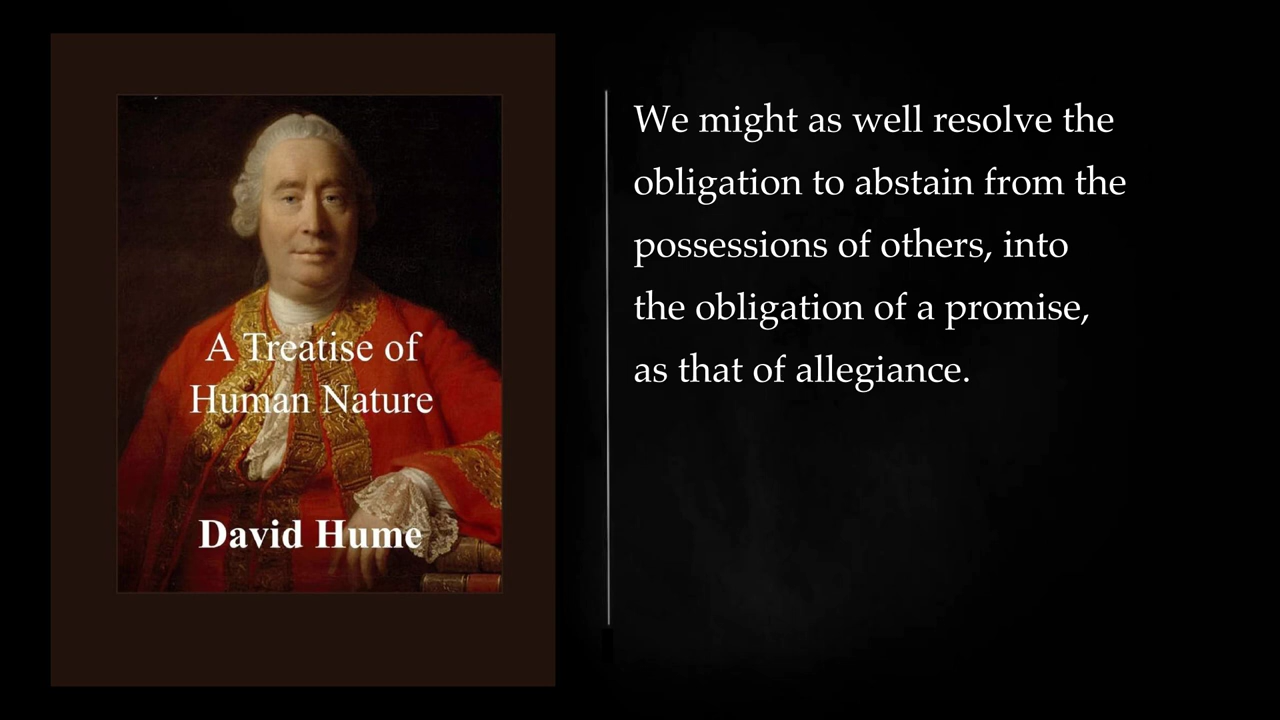 A Treatise of
Human Nature
David Hume
We might as well resolve the
obligation to abstain from the
possessions of others, into
the obligation of a promise,
as that of allegiance.